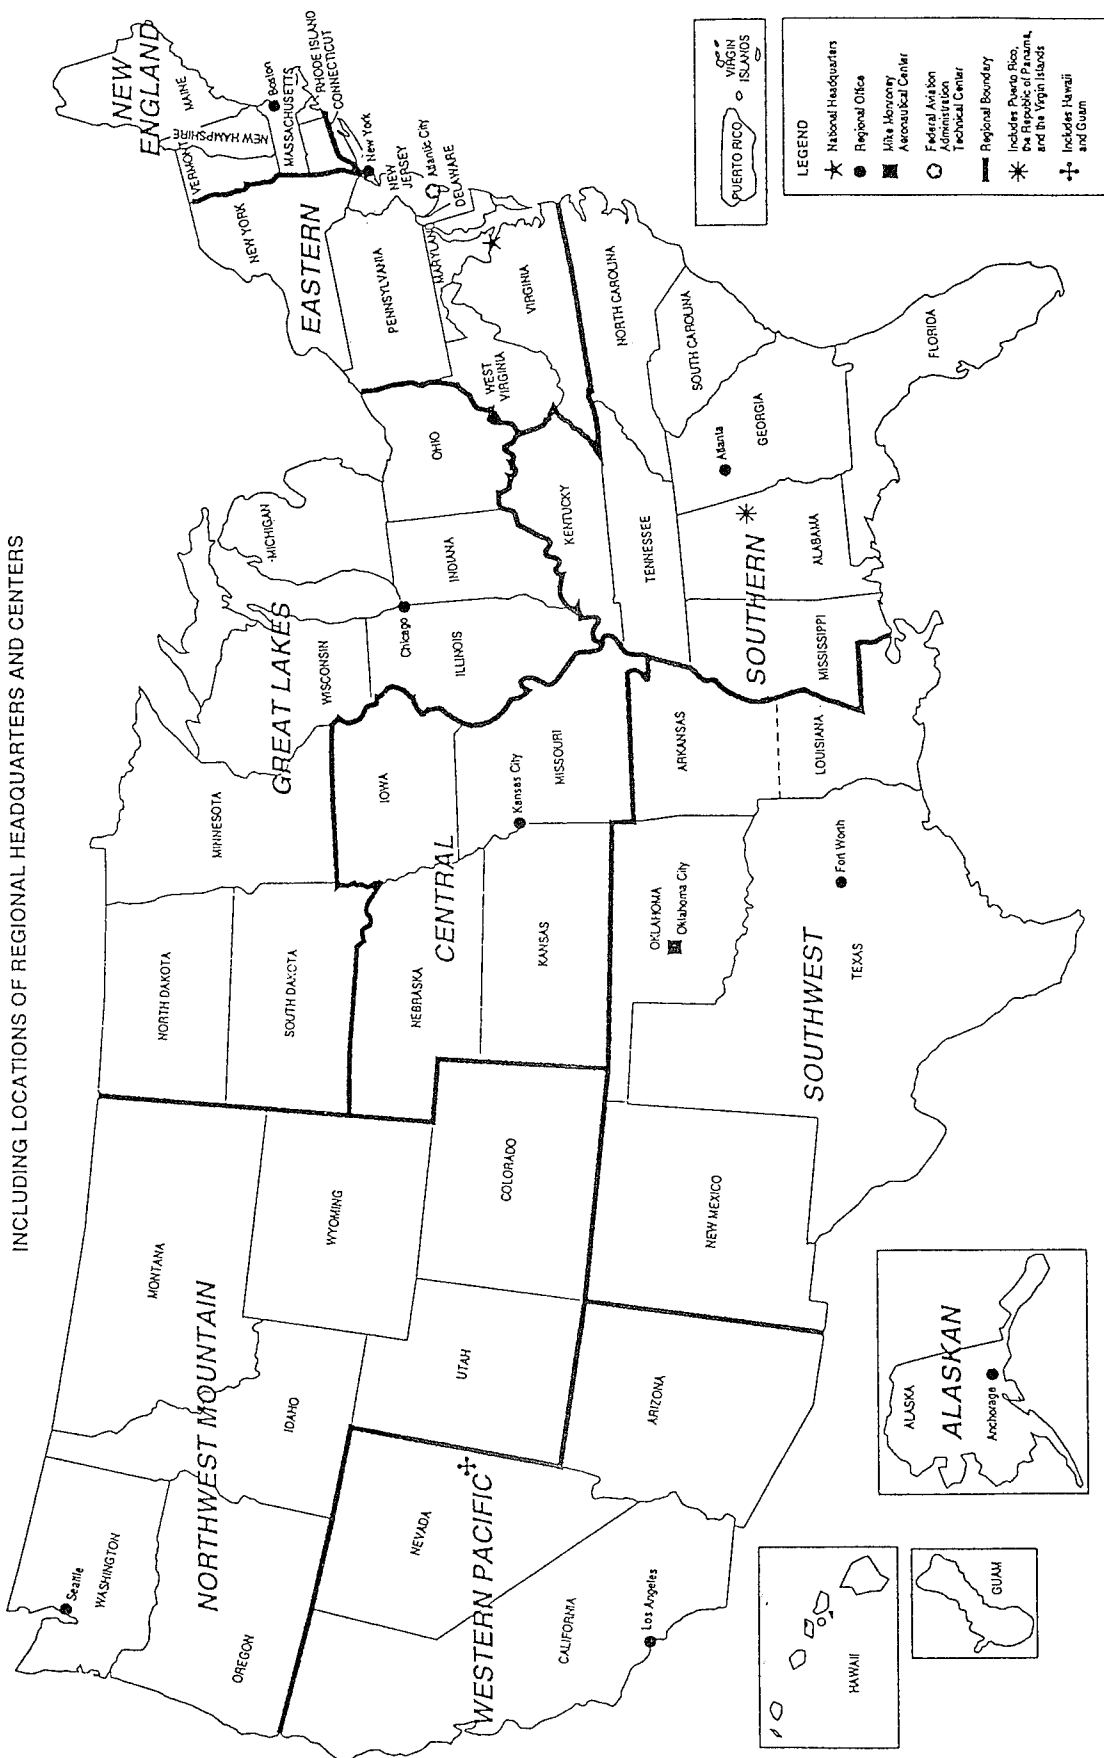 INCLUDING LOCATIONS OF REGIONAL HEADQUARTERS AND CENTERS
NORTHWEST MOUNTAIN
Seattle
WASHINGTON
OREGON
IDAHO
MONTANA
WYOMING
UTAH
COLORADO
WESTERN PACIFIC
NEVADA
CALIFORNIA
Los Angeles
ARIZONA
HAWAII
GUAM
ALASKAN
ALASKA
Anchorage
GREAT LAKES
NORTH DAKOTA
SOUTH DAKOTA
MINNESOTA
WISCONSIN
MICHIGAN
Chicago
ILLINOIS
INDIANA
OHIO
CENTRAL
NEBRASKA
IOWA
KANSAS
Kansas City
MISSOURI
SOUTHWEST
NEW MEXICO
OKLAHOMA
Oklahoma City
TEXAS
Fort Worth
ARKANSAS
LOUISIANA
SOUTHERN
KENTUCKY
TENNESSEE
MISSISSIPPI
ALABAMA
GEORGIA
Atlanta
FLORIDA
SOUTH CAROLINA
NORTH CAROLINA
EASTERN
NEW YORK
PENNSYLVANIA
WEST
VIRGINIA
VIRGINIA
MARYLAN
DELAWARE
NEW
JERSEY
Atlantic City
New York
NEW
ENGLAND
MAINE
VERMONT
NEW HAMPSHIRE
Boston
MASSACHUSETTS
RHODE ISLAND
CONNECTICUT
PUERTO RICO
VIRGIN
ISLANDS
LEGEND
National Headquarters
Regional Office
Mike Monroney
Aeronautical Center
Federal Aviation
Administration
Technical Center
Regional Boundary
Includes Puerto Rico,
the Republic of Panama,
and the Virgin Islands
Includes Hawaii
and Guam